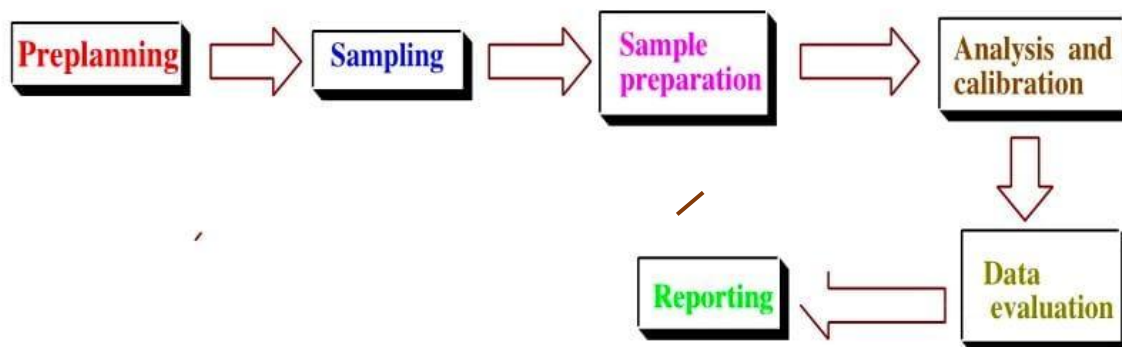 Preplanning
Sampling
Sample
preparation
Analysis and
calibration
Data
evaluation
Reporting